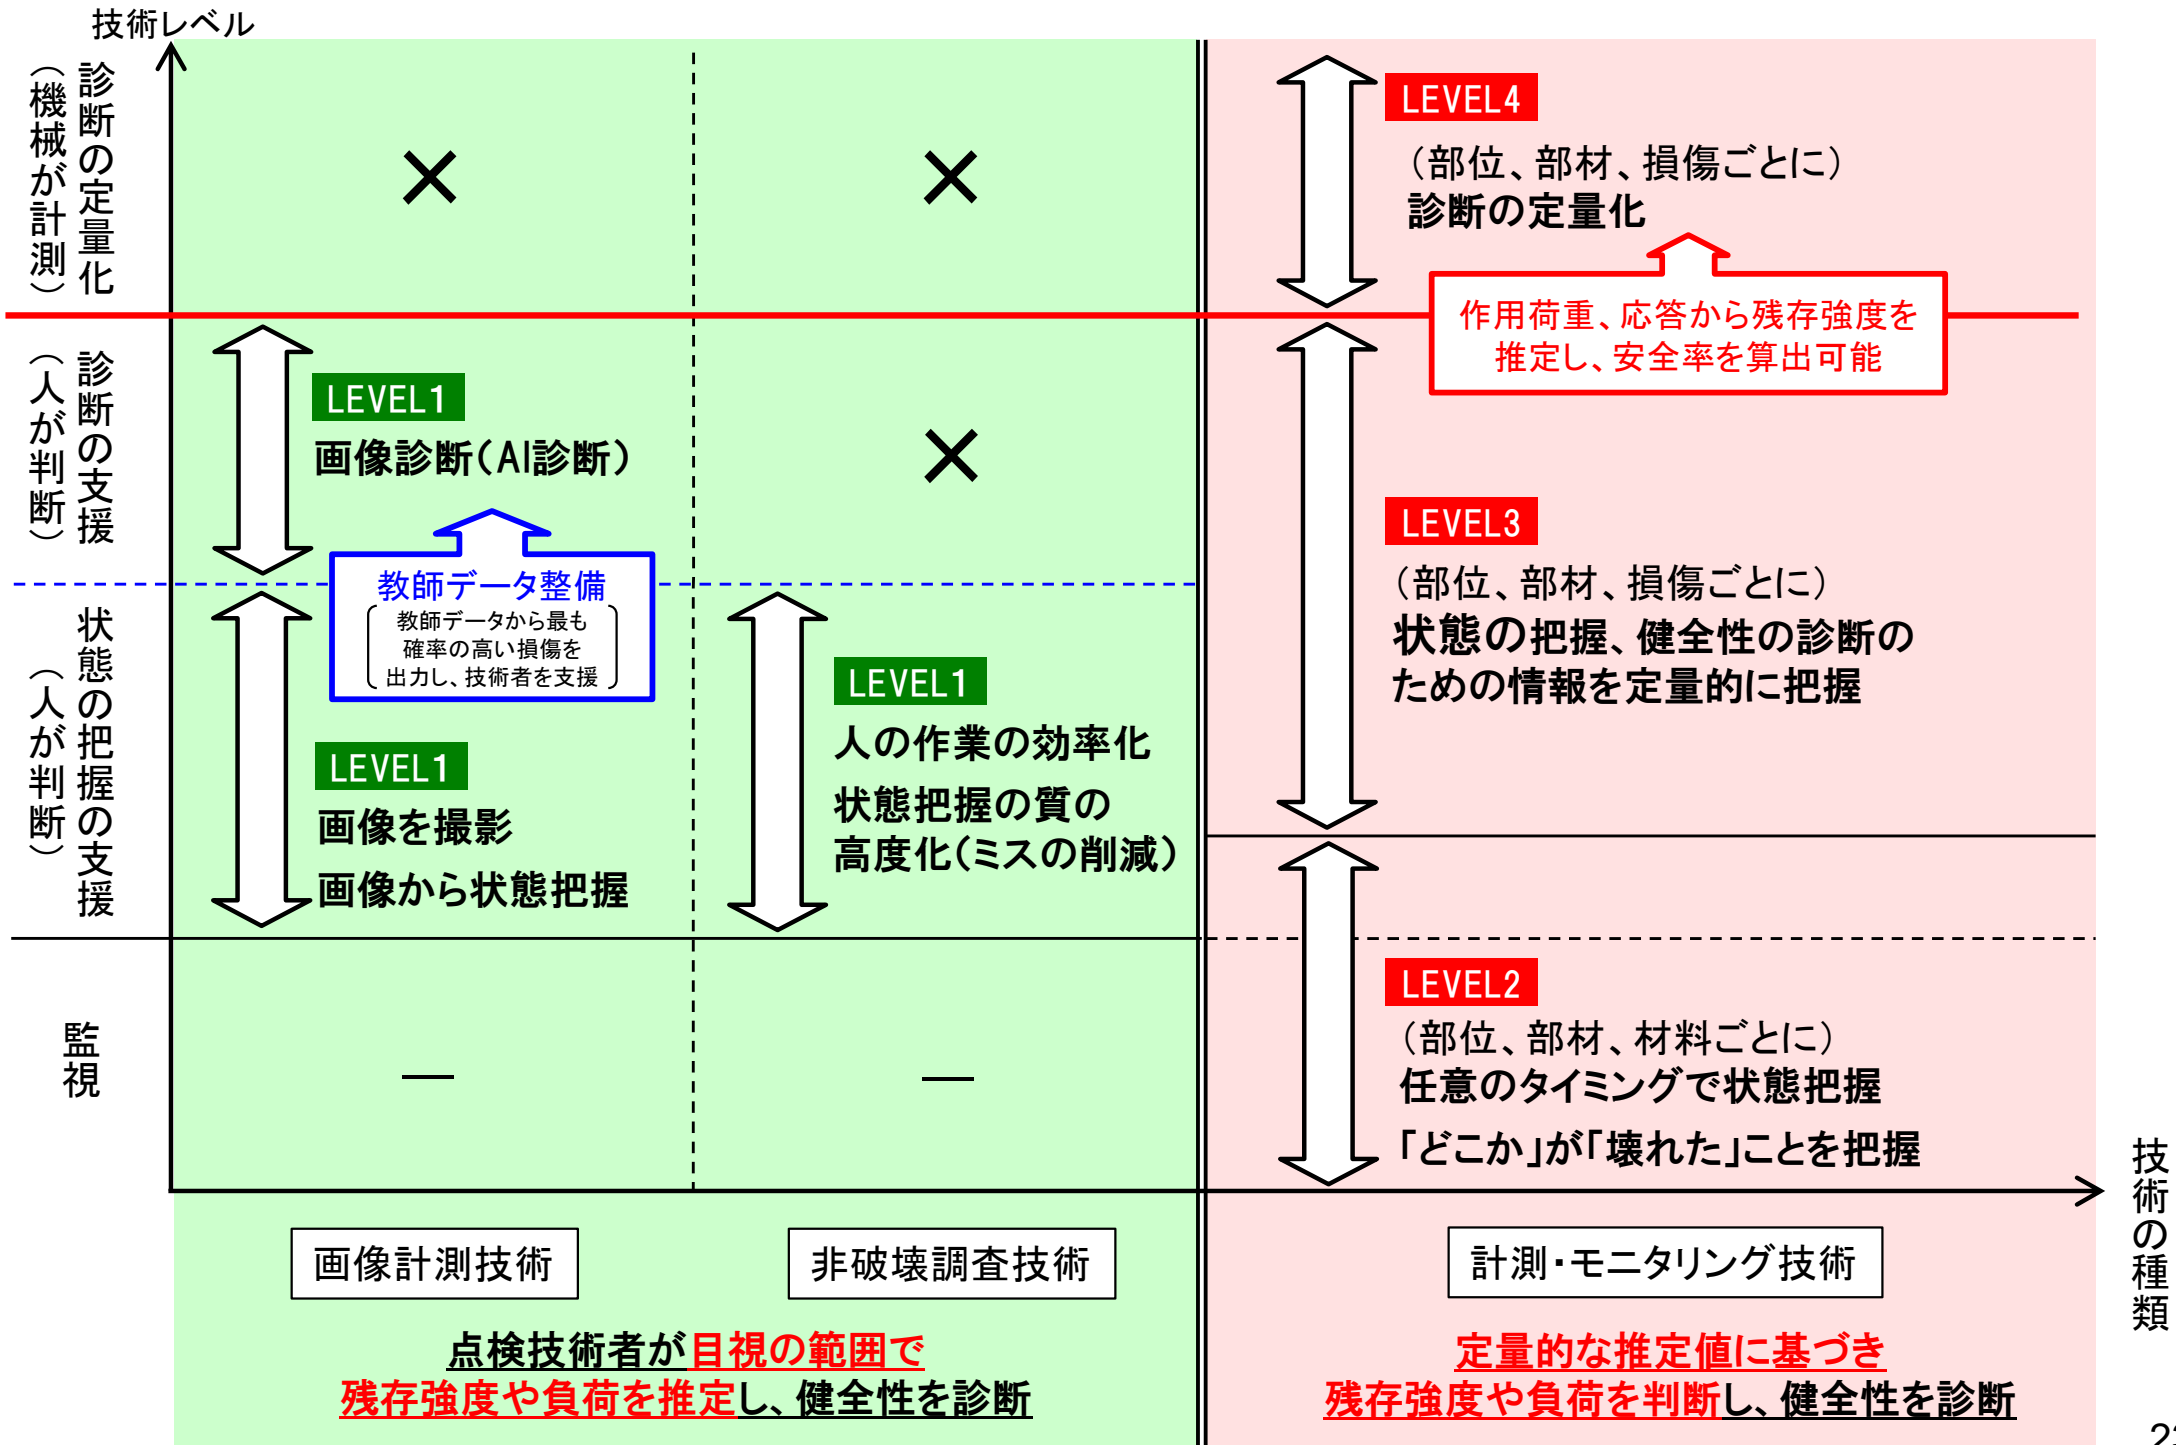 技術レベル
診断の定量化
（機械が計測）
×
×
LEVEL4
（部位、部材、損傷ごとに）
診断の定量化
作用荷重、応答から残存強度を
推定し、安全率を算出可能
診断の支援
（人が判断）
LEVEL1
画像診断（AI診断）
×
教師データ整備
教師データから最も
確率の高い損傷を
出力し、技術者を支援
LEVEL3
（部位、部材、損傷ごとに）
状態の把握、健全性の診断の
ための情報を定量的に把握
状態の把握の支援
（人が判断）
LEVEL1
画像を撮影
画像から状態把握
LEVEL1
人の作業の効率化
状態把握の質の
高度化（ミスの削減）
監視
―
―
LEVEL2
（部位、部材、材料ごとに）
任意のタイミングで状態把握
「どこか」が「壊れた」ことを把握
技術の種類
画像計測技術
非破壊調査技術
計測・モニタリング技術
点検技術者が目視の範囲で
残存強度や負荷を推定し、健全性を診断
定量的な推定値に基づき
残存強度や負荷を判断し、健全性を診断